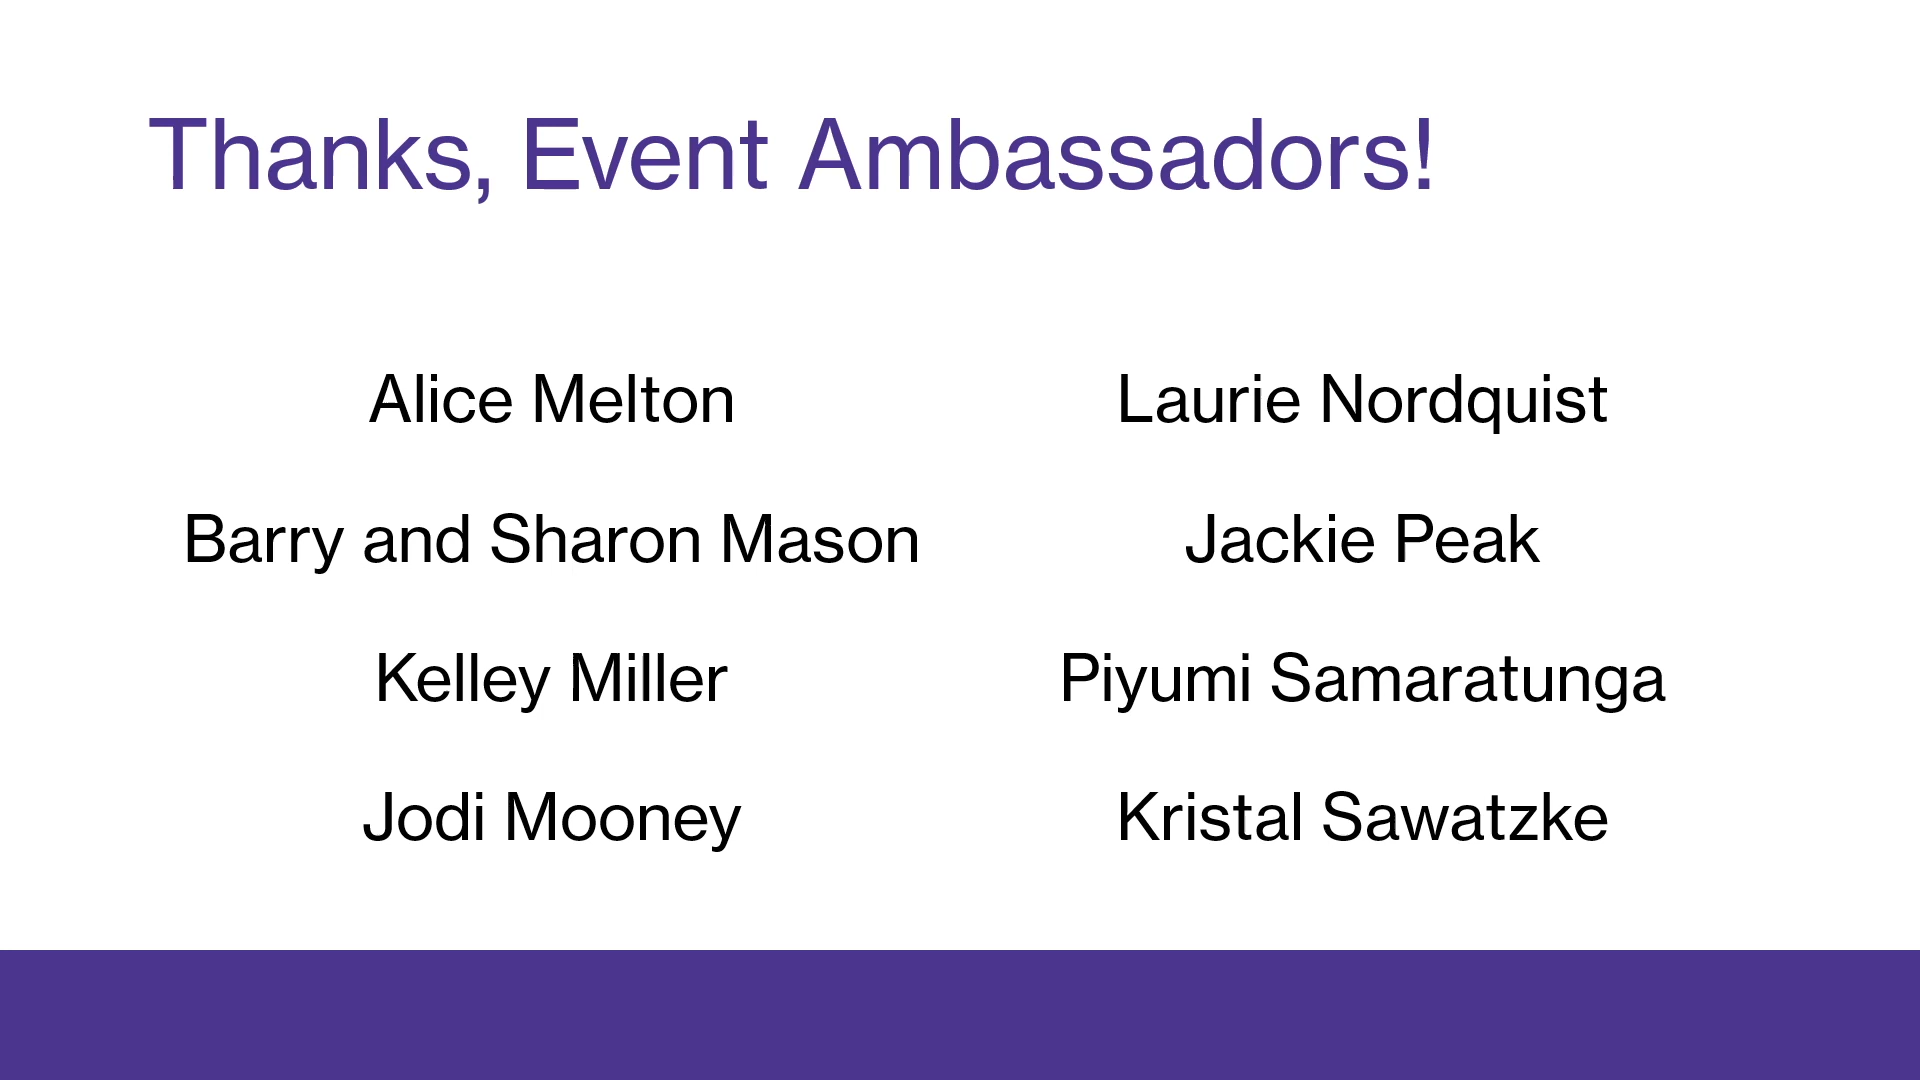 Thanks, Event Ambassadors!
Alice Melton
Barry and Sharon Mason
Kelley Miller
Jodi Mooney
Laurie Nordquist
Jackie Peak
Piyumi Samaratunga
Kristal Sawatzke